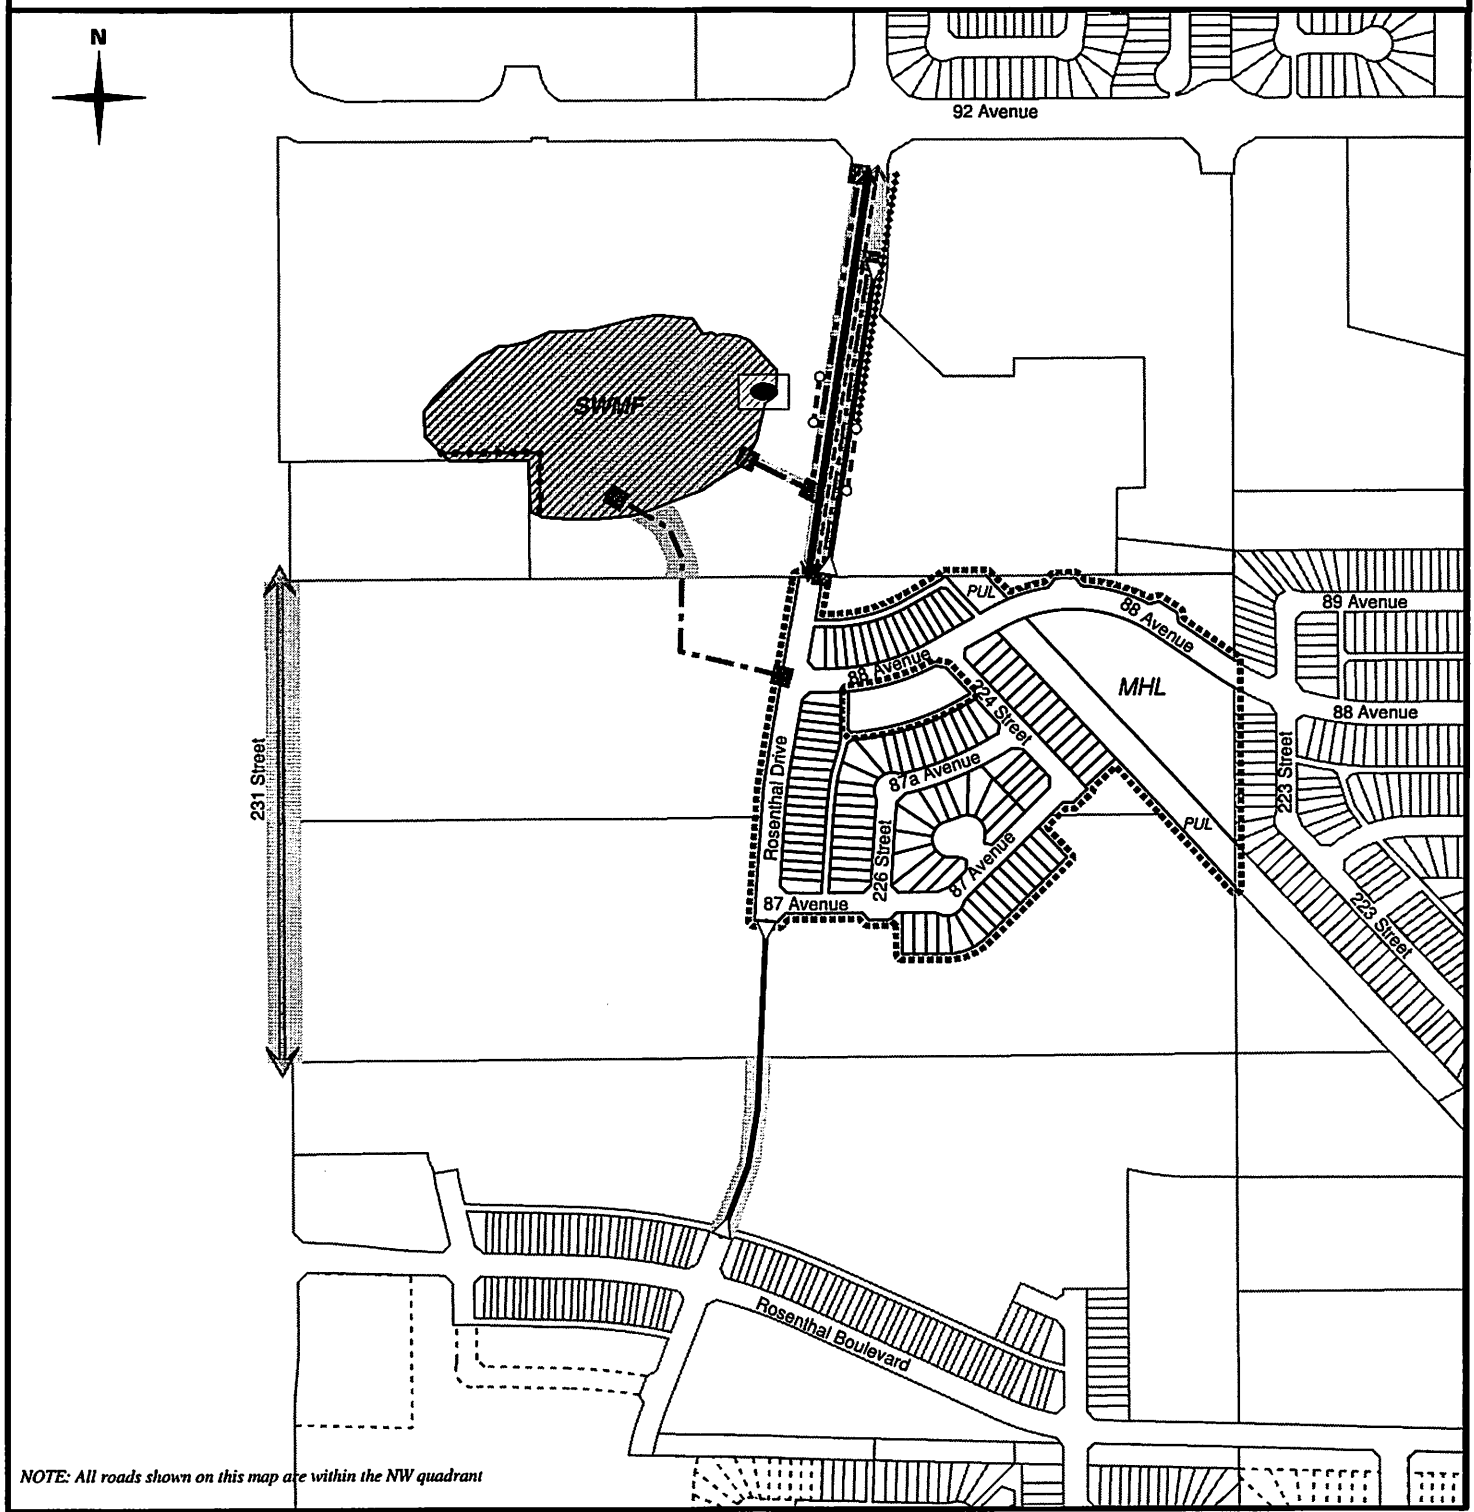 N
92 Avenue
SWMF
PUL
88 Avenue
89 Avenue
88 Avenue
MHL
224 Street
88 Avenue
231 Street
Rosenthal Drive
87a Avenue
223 Street
226 Street
87 Avenue
PUL
87 Avenue
223 Street
Rosenthal Boulevard
NOTE: All roads shown on this map are within the NW quadrant